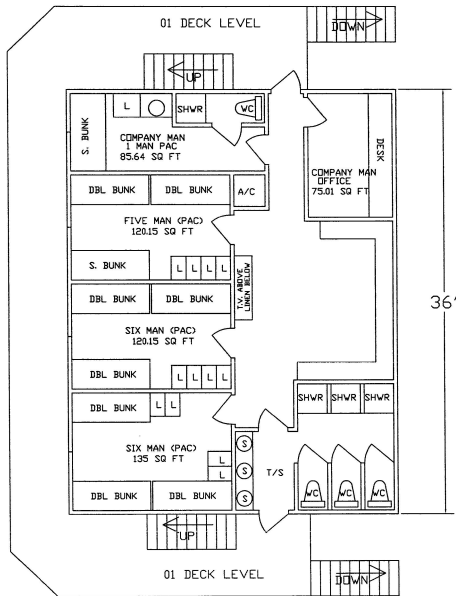 01 DECK LEVEL
DOWN
UP
L
SHWR
WC
S. BUNK
COMPANY MAN
1 MAN PAC
85.64 SQ FT
DESK
COMPANY MAN
OFFICE
75.01 SQ FT
DBL BUNK
DBL BUNK
A/C
FIVE MAN (PAC)
120.15 SQ FT
S. BUNK
L L L L
T.V. ABOVE
LINEN BELOW
DBL BUNK
DBL BUNK
36'
SIX MAN (PAC)
120.15 SQ FT
DBL BUNK
L L L L
SHWR SHWR SHWR
DBL BUNK
L L
SIX MAN (PAC)
135 SQ FT
S
L
S
L
T/S
DBL BUNK
DBL BUNK
S
WC WC WC
UP
01 DECK LEVEL
DOWN